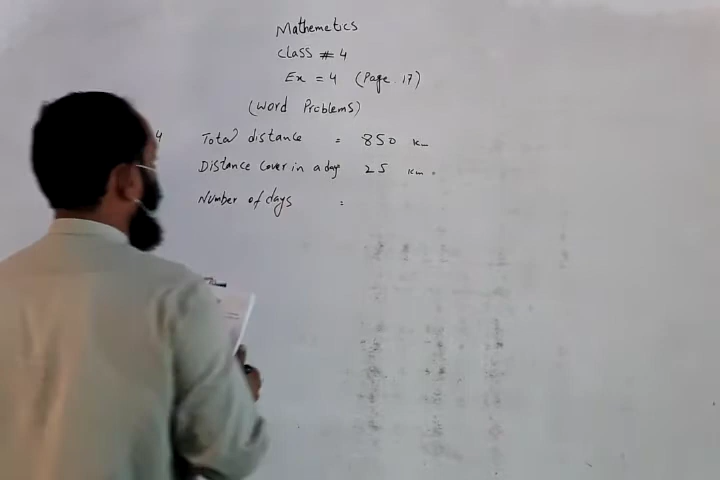 Mathemetics
Class # 4
Ex = 4 (Page 17)
(Word Problems)
4 Total distance = 850 km
Distance Cover in a day 25 km.
Number of days =